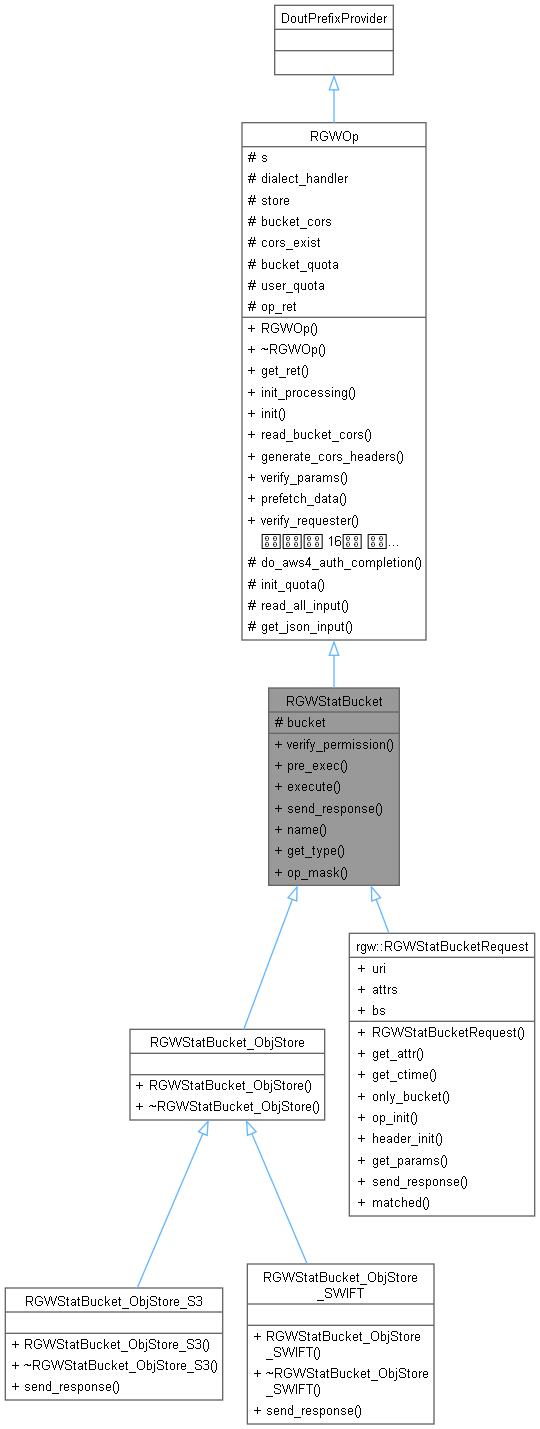 DoutPrefixProvider
RGWOp
# s
# dialect_handler
# store
# bucket_cors
# cors_exist
# bucket_quota
# user_quota
# op_ret
+ RGWOp()
+ ~RGWOp()
+ get_ret()
+ init_processing()
+ init()
+ read_bucket_cors()
+ generate_cors_headers()
+ verify_params()
+ prefetch_data()
+ verify_requester()
16 ...
# do_aws4_auth_completion()
# init_quota()
# read_all_input()
# get_json_input()
RGWStatBucket
# bucket
+ verify_permission()
+ pre_exec()
+ execute()
+ send_response()
+ name()
+ get_type()
+ op_mask()
rgw::RGWStatBucketRequest
+ uri
+ attrs
+ bs
+ RGWStatBucketRequest()
+ get_attr()
+ get_ctime()
+ only_bucket()
+ op_init()
+ header_init()
+ get_params()
+ send_response()
+ matched()
RGWStatBucket_ObjStore
+ RGWStatBucket_ObjStore()
+ ~RGWStatBucket_ObjStore()
RGWStatBucket_ObjStore_S3
+ RGWStatBucket_ObjStore_S3()
+ ~RGWStatBucket_ObjStore_S3()
+ send_response()
RGWStatBucket_ObjStore
_SWIFT
+ RGWStatBucket_ObjStore
_SWIFT()
+ ~RGWStatBucket_ObjStore
_SWIFT()
+ send_response()